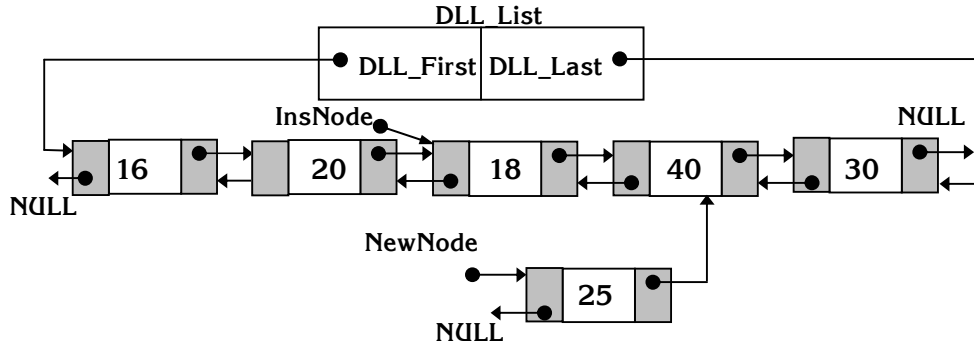 DLL_List
DLL_First DLL_Last
InsNode
NULL
16 20 18 40 30
NULL
NewNode
25
NULL